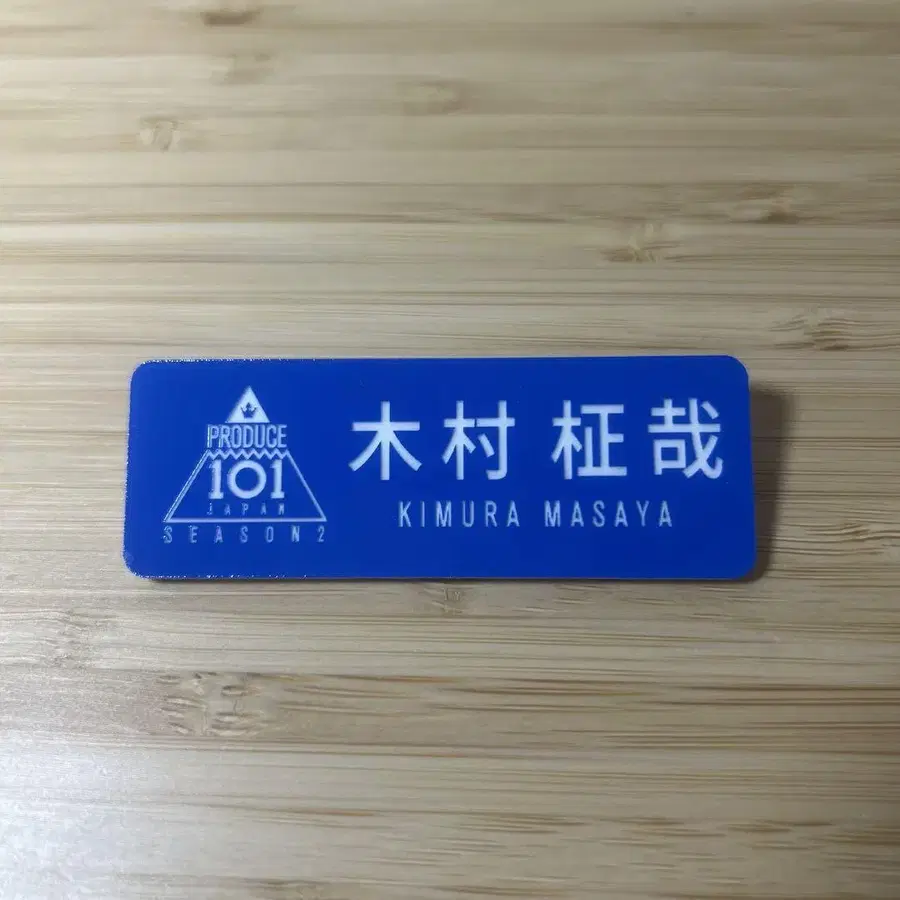 PRODUCE
101
JAPAN
SEASON2
木村 柾哉
KIMURA MASAYA